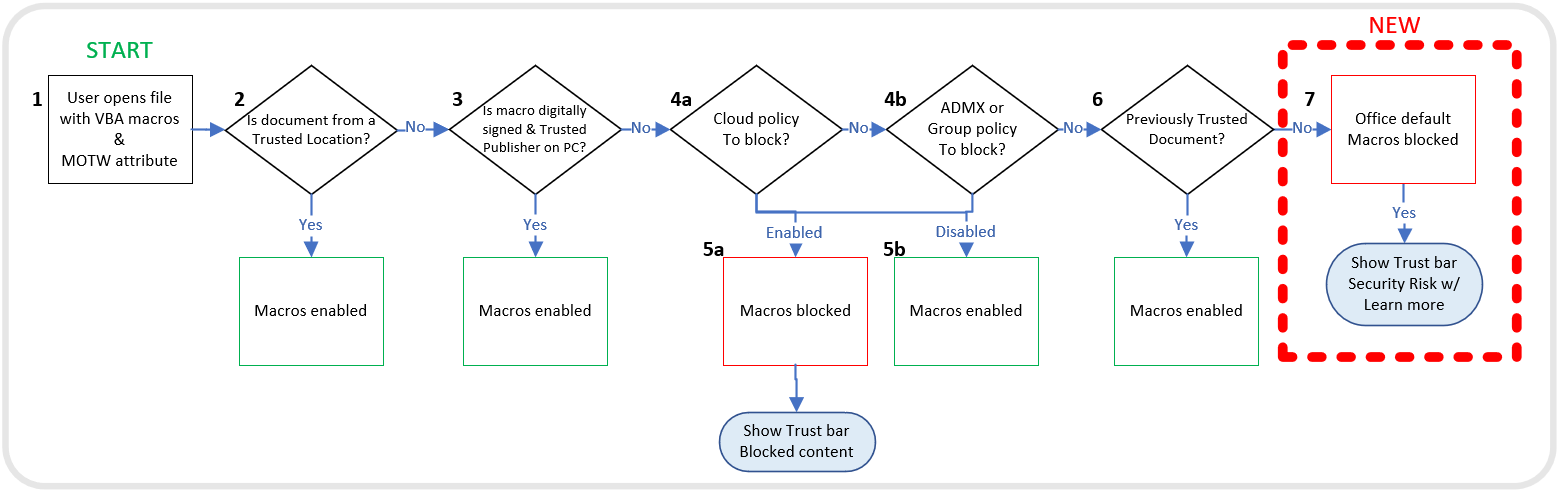 NEW
START
1
User opens file
with VBA macros
&
MOTW attribute
2
Is document from a
Trusted Location?
No
3
Is macro digitally
signed & Trusted
Publisher on PC?
No
4a
Cloud policy
To block?
No
4b
ADMX or
Group policy
To block?
No
6
Previously Trusted
Document?
No
7
Office default
Macros blocked
Yes
Yes
Enabled
Disabled
Yes
Yes
Macros enabled
Macros enabled
5a
Macros blocked
5b
Macros enabled
Macros enabled
Show Trust bar
Security Risk w/
Learn more
Show Trust bar
Blocked content